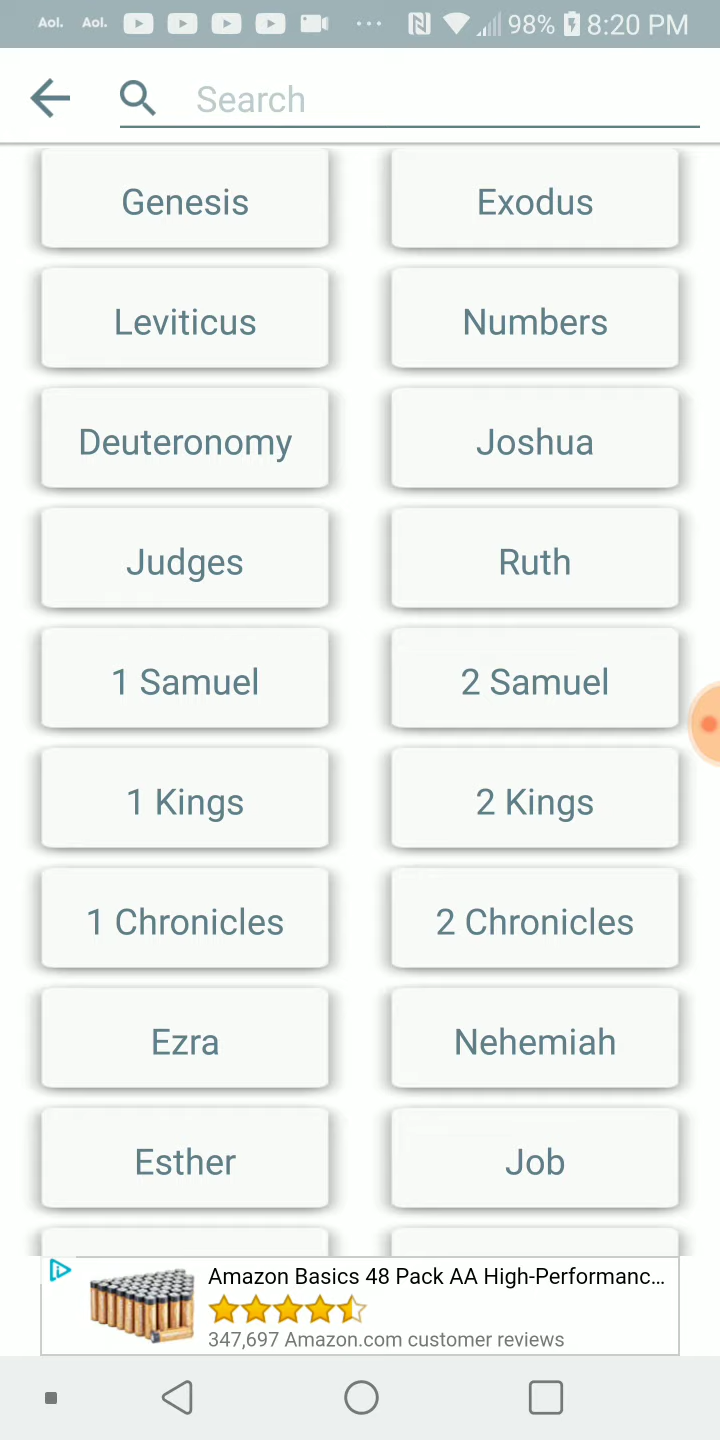 Aol. Aol. 98% 8:20 PM
Search
Genesis Exodus
Leviticus Numbers
Deuteronomy Joshua
Judges Ruth
1 Samuel 2 Samuel
1 Kings 2 Kings
1 Chronicles 2 Chronicles
Ezra Nehemiah
Esther Job
Amazon Basics 48 Pack AA High-Performanc...
347,697 Amazon.com customer reviews